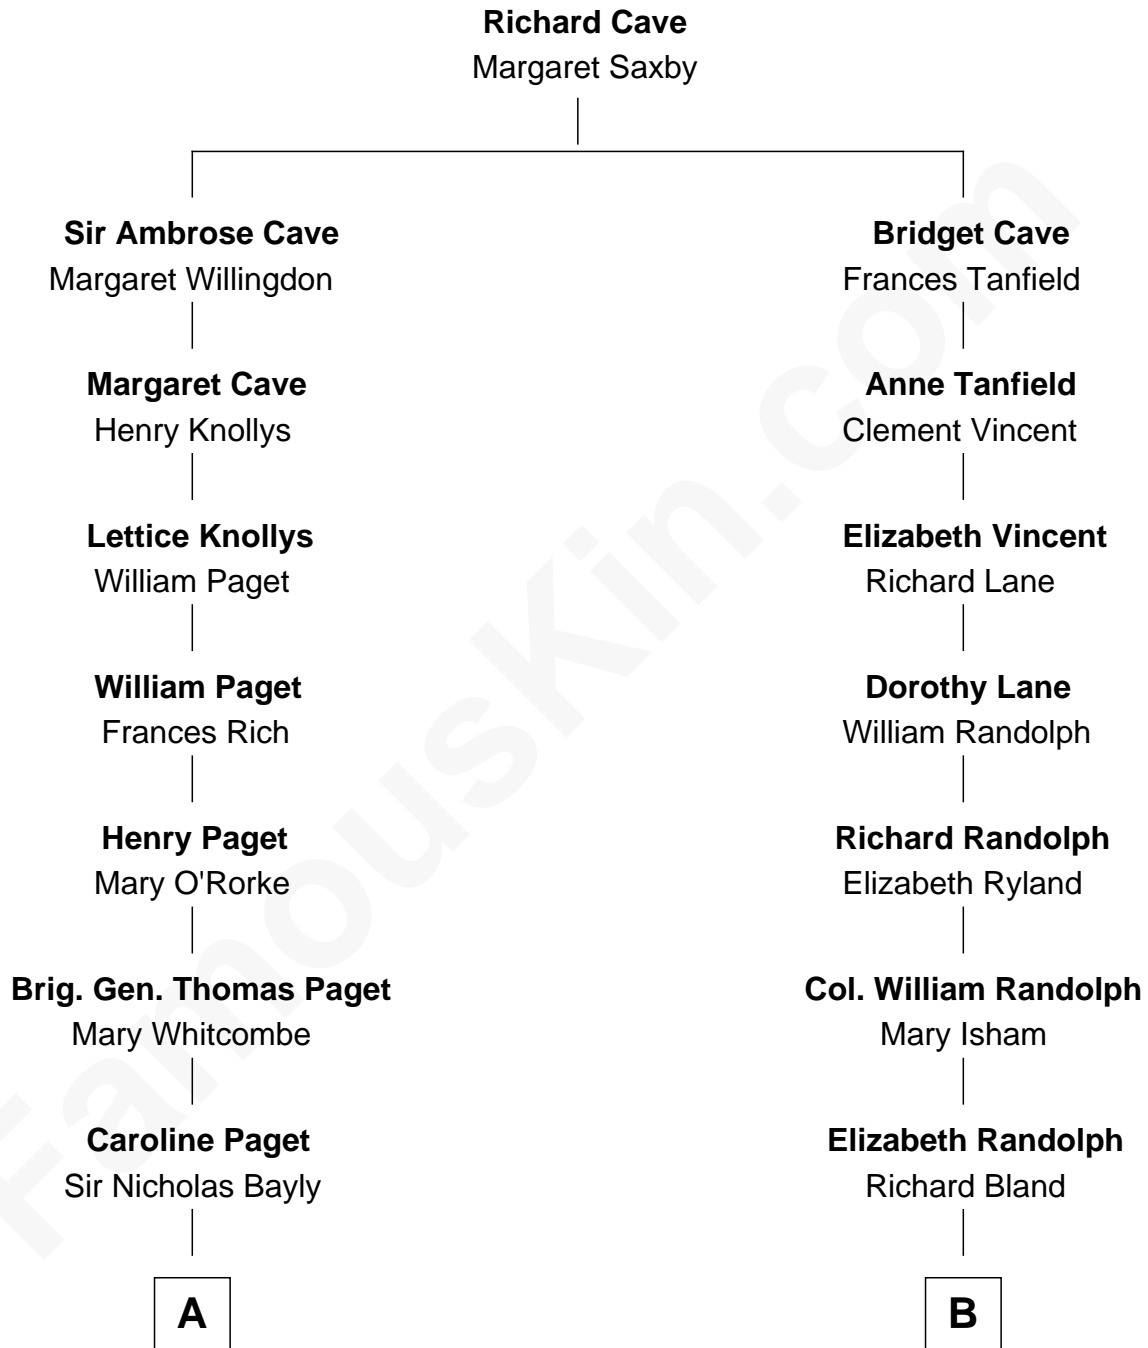 Richard Cave
Margaret Saxby
Sir Ambrose Cave
Margaret Willingdon
Margaret Cave
Henry Knollys
Lettice Knollys
William Paget
William Paget
Frances Rich
Henry Paget
Mary O'Rorke
Brig. Gen. Thomas Paget
Mary Whitcombe
Caroline Paget
Sir Nicholas Bayly
A
Bridget Cave
Frances Tanfield
Anne Tanfield
Clement Vincent
Elizabeth Vincent
Richard Lane
Dorothy Lane
William Randolph
Richard Randolph
Elizabeth Ryland
Col. William Randolph
Mary Isham
Elizabeth Randolph
Richard Bland
B
FamousKin.com